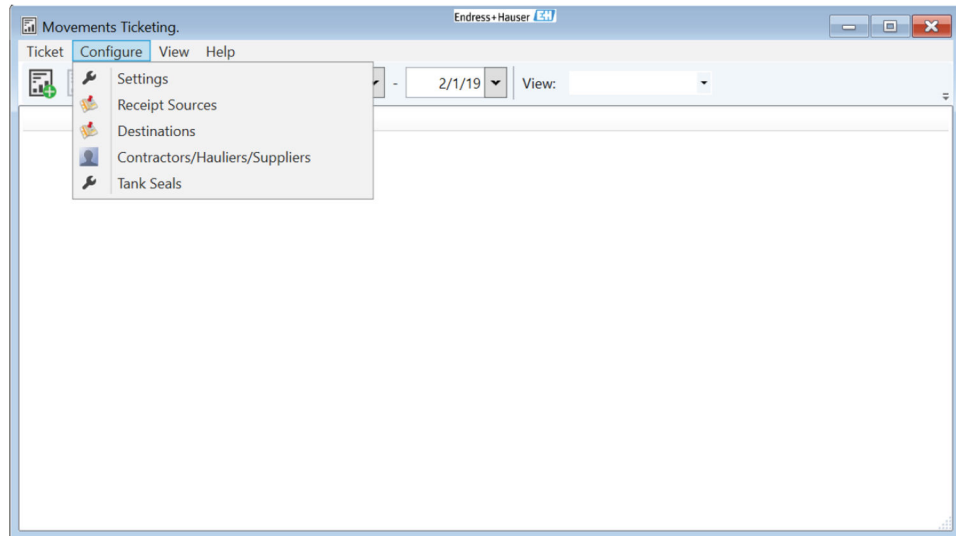 Endress+Hauser EH
Movements Ticketing.
Ticket Configure View Help
- 2/1/19 View:
Settings
Receipt Sources
Destinations
Contractors/Hauliers/Suppliers
Tank Seals